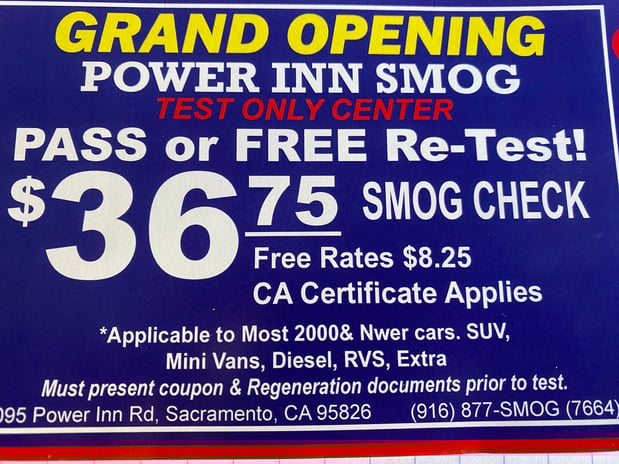 GRAND OPENING
POWER INN SMOG
TEST ONLY CENTER
PASS or FREE Re-Test!
$36 75 SMOG CHECK
Free Rates $8.25
CA Certificate Applies
*Applicable to Most 2000& Nwer cars. SUV,
Mini Vans, Diesel, RVS, Extra
Must present coupon & Regeneration documents prior to test.
095 Power Inn Rd, Sacramento, CA 95826 (916) 877-SMOG (7664)